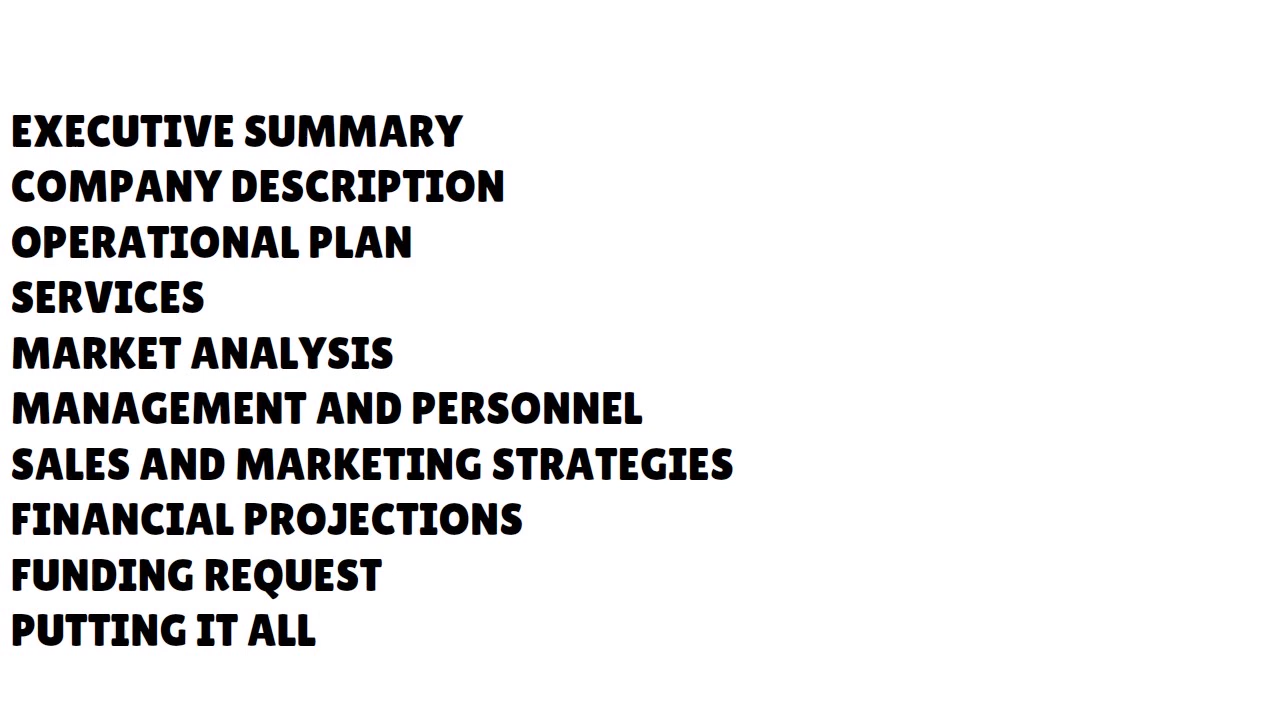 EXECUTIVE SUMMARY
COMPANY DESCRIPTION
OPERATIONAL PLAN
SERVICES
MARKET ANALYSIS
MANAGEMENT AND PERSONNEL
SALES AND MARKETING STRATEGIES
FINANCIAL PROJECTIONS
FUNDING REQUEST
PUTTING IT ALL